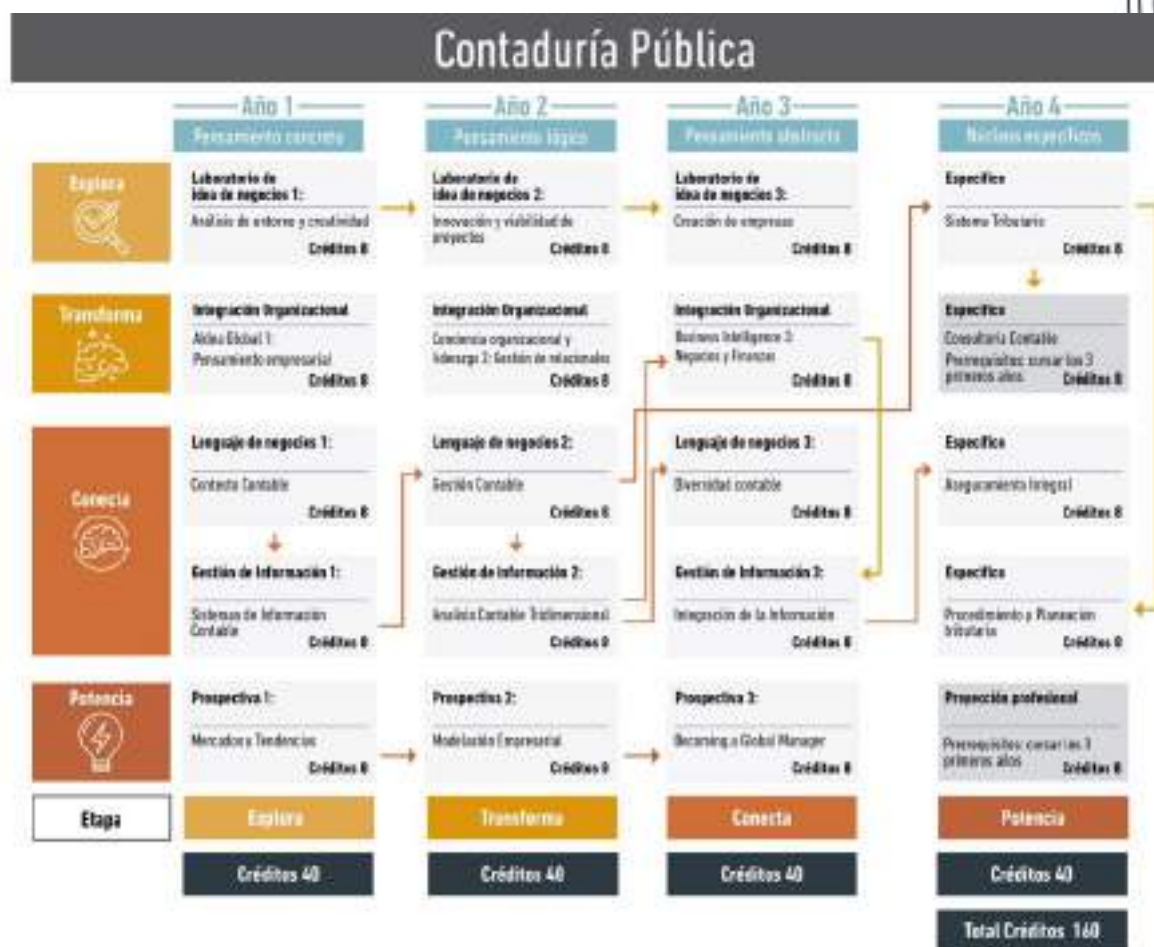 Contaduría Pública
Año 1
Año 2
Año 3
Año 4
Pensamiento concreto
Pensamiento lógico
Pensamiento abstracto
Núcleos específicos
Explora
Laboratorio de
idea de negocios 1:
Análisis de entorno y creatividad
Créditos 8
Laboratorio de
idea de negocios 2:
Innovación y viabilidad de
proyectos
Créditos 8
Laboratorio de
idea de negocios 3:
Creación de empresas
Créditos 8
Específico
Sistema Tributario
Créditos 8
Transforma
Integración Organizacional
Aldea Global 1:
Pensamiento empresarial
Créditos 8
Integración Organizacional
Conciencia organizacional y
liderazgo 2: Gestión de relacionales
Créditos 8
Integración Organizacional
Business Intelligence 3:
Negocios y Finanzas
Créditos 8
Específico
Consultoría Contable
Prerrequisitos: cursar los 3
primeros años
Créditos 8
Conecta
Lenguaje de negocios 1:
Contexto Contable
Créditos 8
Lenguaje de negocios 2:
Gestión Contable
Créditos 8
Lenguaje de negocios 3:
Diversidad contable
Créditos 8
Específico
Aseguramiento Integral
Créditos 8
Gestión de Información 1:
Sistemas de Información
Contable
Créditos 8
Gestión de Información 2:
Análisis Contable Tridimensional
Créditos 8
Gestión de Información 3:
Integración de la Información
Créditos 8
Específico
Procedimiento y Planeación
tributaria
Créditos 8
Potencia
Prospectiva 1:
Mercados y Tendencias
Créditos 8
Prospectiva 2:
Modelación Empresarial
Créditos 8
Prospectiva 3:
Becoming a Global Manager
Créditos 8
Proyección profesional
Prerrequisitos: cursar los 3
primeros años
Créditos 8
Etapa
Explora
Transforma
Conecta
Potencia
Créditos 40
Créditos 40
Créditos 40
Créditos 40
Total Créditos 160